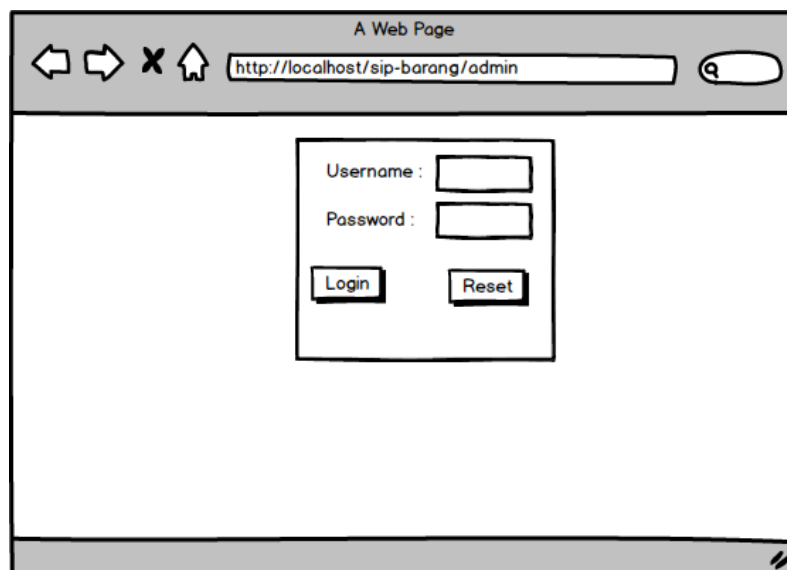 A Web Page
http://localhost/sip-barang/admin
Username :
Password :
Login Reset